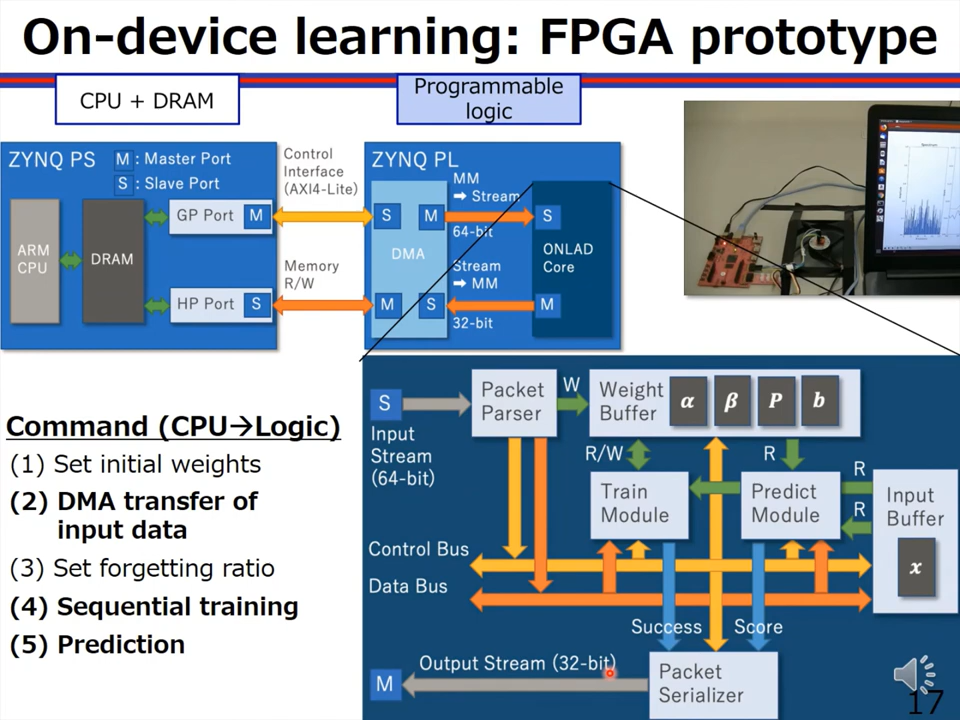 On-device learning: FPGA prototype
CPU + DRAM
Programmable
logic
ZYNQ PS
M : Master Port
S : Slave Port
GP Port M
ARM
CPU
DRAM
HP Port S
Control
Interface
(AXI4-Lite)
Memory
R/W
ZYNQ PL
MM
➡ Stream
S M
64-bit
S
DMA
ONLAD
Core
Stream
➡ MM
M S
32-bit
M
Command (CPU→Logic)
(1) Set initial weights
(2) DMA transfer of
input data
(3) Set forgetting ratio
(4) Sequential training
(5) Prediction
S
Input
Stream
(64-bit)
Packet
Parser
W
Weight
Buffer
α β P b
R/W
R
Train
Module
Predict
Module
R
R
Input
Buffer
x
Control Bus
Data Bus
Success
Score
Output Stream (32-bit)
M
Packet
Serializer
17